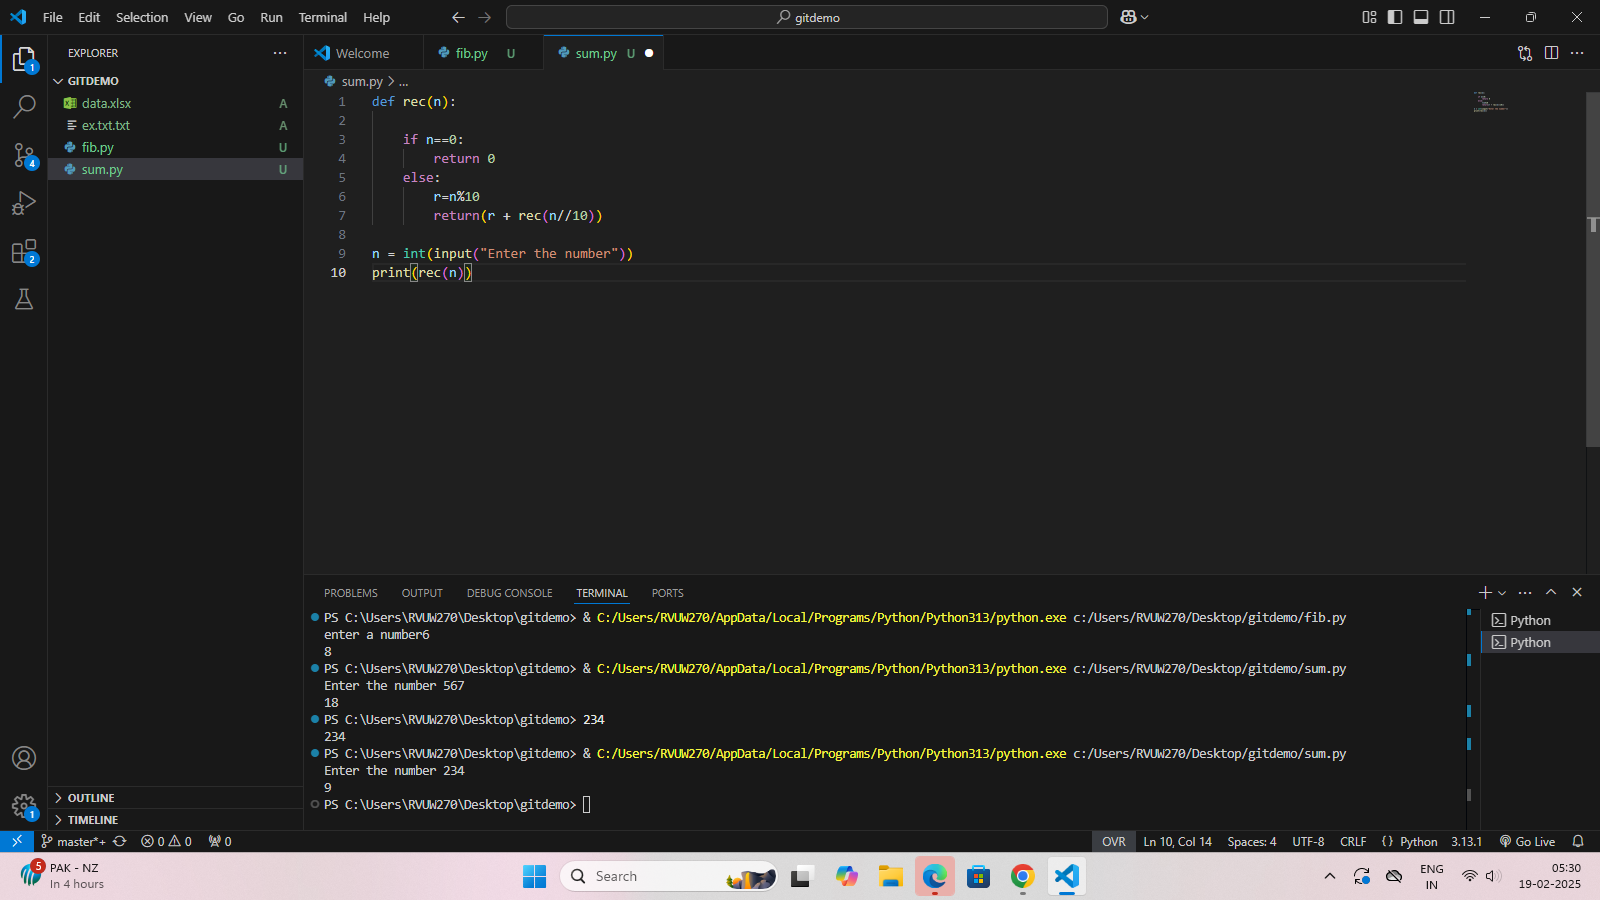 File Edit Selection View Go Run Terminal Help
gitdemo
EXPLORER
GITDEMO
data.xlsx A
ex.txt.txt A
fib.py U
sum.py U
OUTLINE
TIMELINE
1
4
2
1
Welcome
fib.py U
sum.py U
sum.py > ...
1 def rec(n):
2
3 if n==0:
4 return 0
5 else:
6 r=n%10
7 return(r + rec(n//10))
8
9 n = int(input("Enter the number"))
10 print(rec(n))
PROBLEMS OUTPUT DEBUG CONSOLE TERMINAL PORTS
PS C:\Users\RVUW270\Desktop\gitdemo> & C:/Users/RVUW270/AppData/Local/Programs/Python/Python313/python.exe c:/Users/RVUW270/Desktop/gitdemo/fib.py
enter a number6
8
PS C:\Users\RVUW270\Desktop\gitdemo> & C:/Users/RVUW270/AppData/Local/Programs/Python/Python313/python.exe c:/Users/RVUW270/Desktop/gitdemo/sum.py
Enter the number 567
18
PS C:\Users\RVUW270\Desktop\gitdemo> 234
234
PS C:\Users\RVUW270\Desktop\gitdemo> & C:/Users/RVUW270/AppData/Local/Programs/Python/Python313/python.exe c:/Users/RVUW270/Desktop/gitdemo/sum.py
Enter the number 234
9
PS C:\Users\RVUW270\Desktop\gitdemo>
Python
Python
master*+ 0 0 0
OVR Ln 10, Col 14 Spaces: 4 UTF-8 CRLF { } Python 3.13.1 Go Live
5
PAK - NZ
In 4 hours
Search
ENG
IN
05:30
19-02-2025